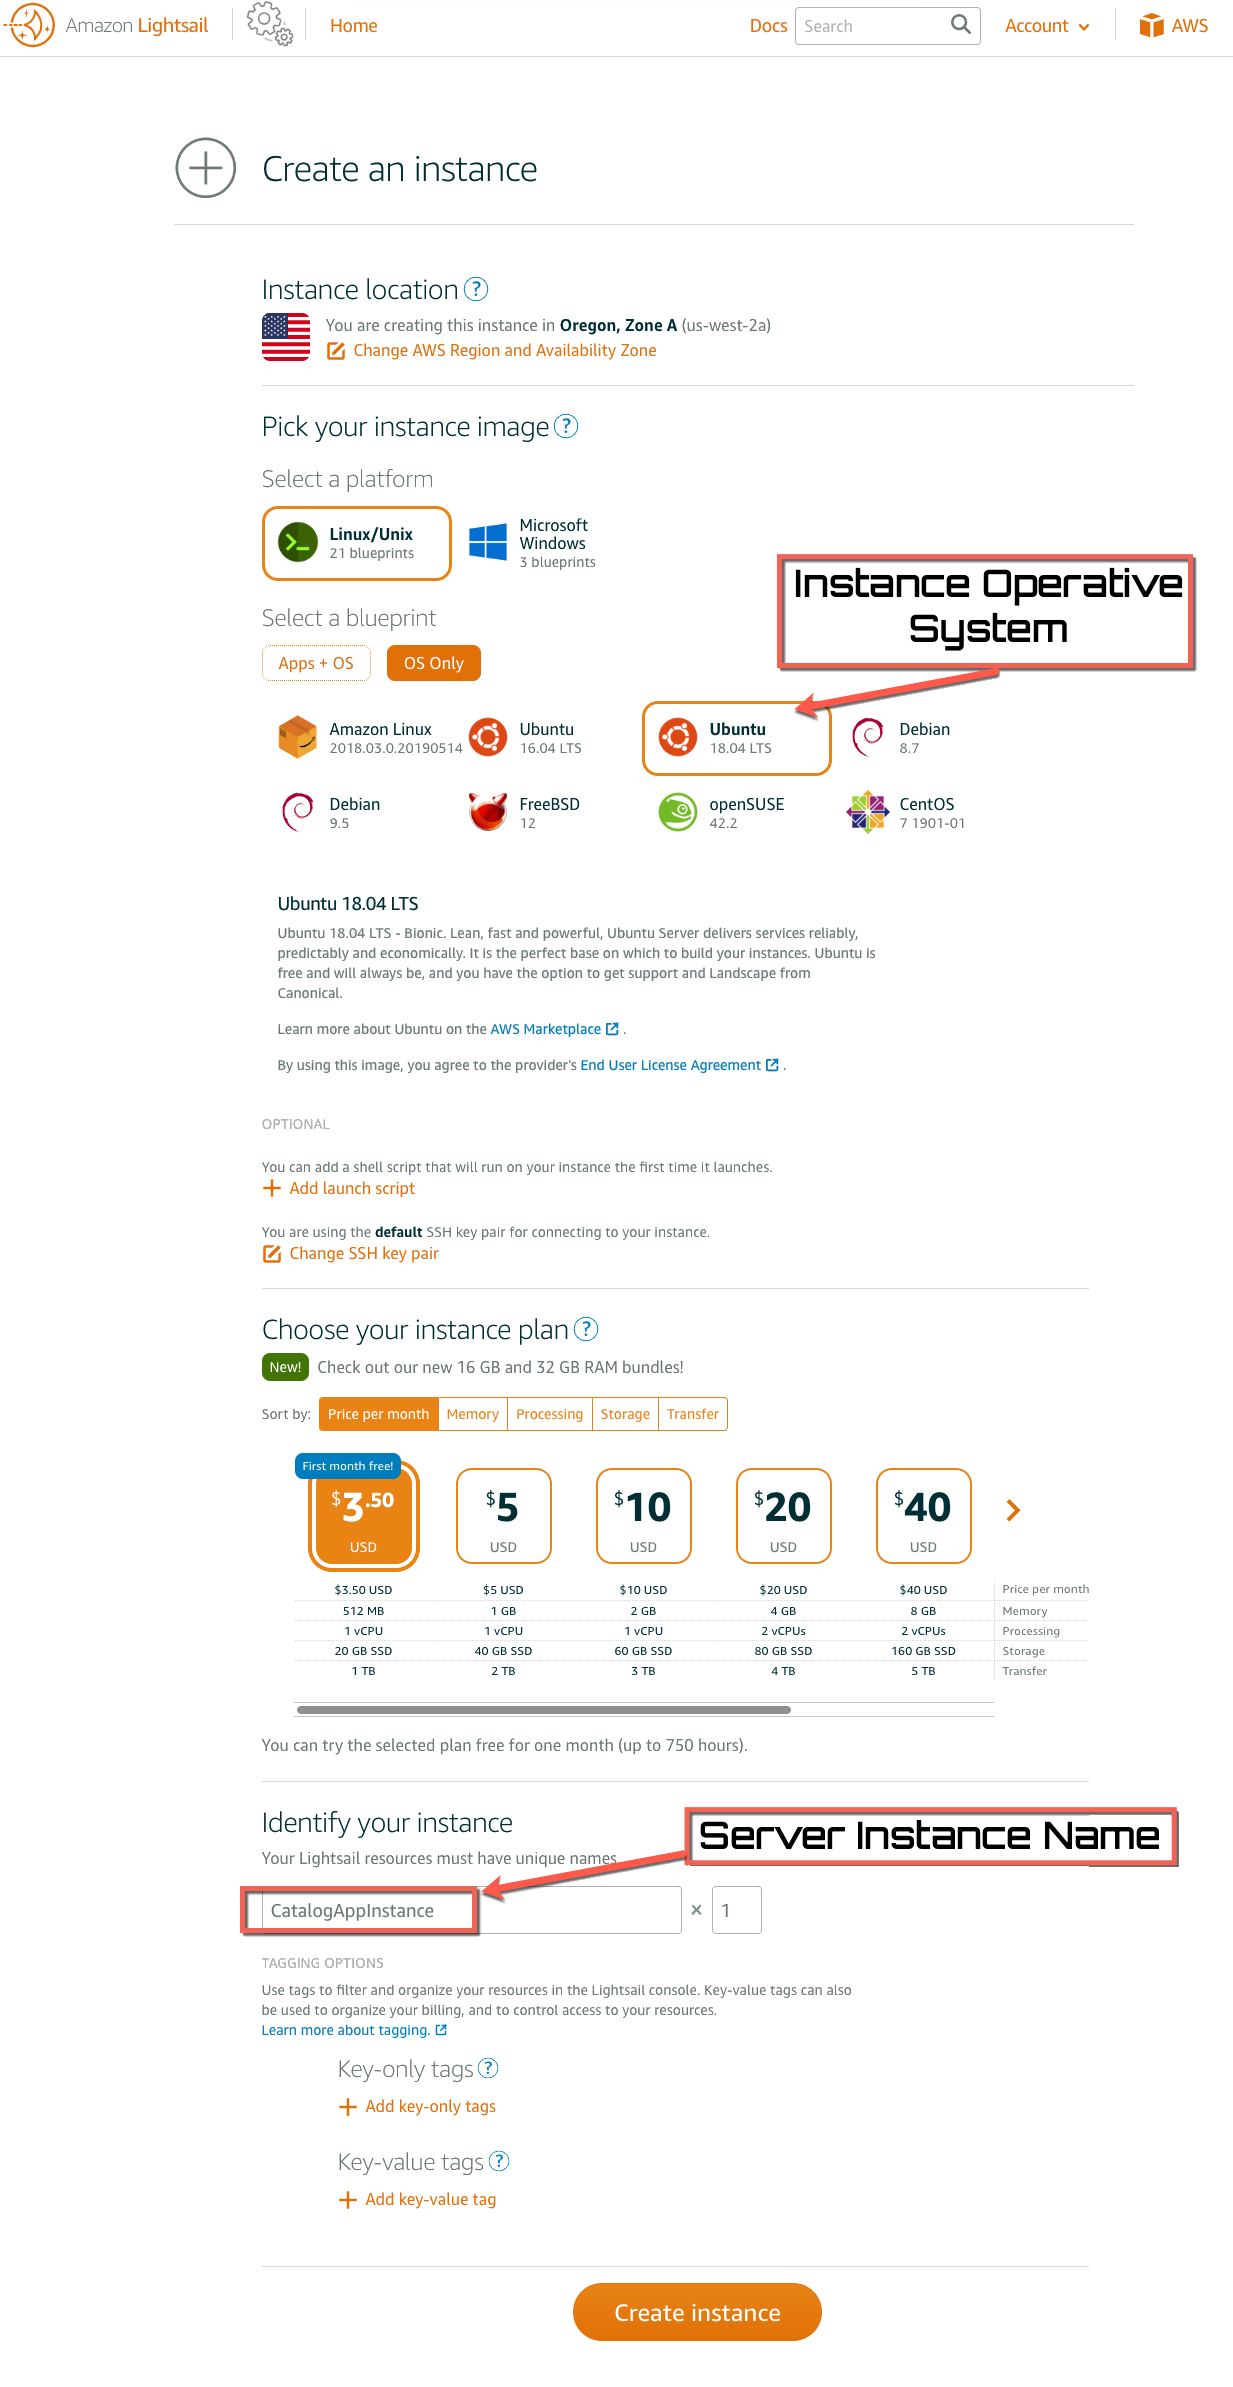 Amazon Lightsail
Home
Docs
Search
Account
AWS
Create an instance
Instance location ?
You are creating this instance in Oregon, Zone A (us-west-2a)
Change AWS Region and Availability Zone
Pick your instance image ?
Select a platform
Linux/Unix
21 blueprints
Microsoft
Windows
3 blueprints
Instance Operative
System
Select a blueprint
Apps + OS
OS Only
Amazon Linux
2018.03.0.20190514
Ubuntu
16.04 LTS
Ubuntu
18.04 LTS
Debian
8.7
Debian
9.5
FreeBSD
12
openSUSE
42.2
CentOS
7 1901-01
Ubuntu 18.04 LTS
Ubuntu 18.04 LTS - Bionic. Lean, fast and powerful, Ubuntu Server delivers services reliably,
predictably and economically. It is the perfect base on which to build your instances. Ubuntu is
free and will always be, and you have the option to get support and Landscape from
Canonical.
Learn more about Ubuntu on the AWS Marketplace .
By using this image, you agree to the provider's End User License Agreement .
OPTIONAL
You can add a shell script that will run on your instance the first time it launches.
+ Add launch script
You are using the default SSH key pair for connecting to your instance.
Change SSH key pair
Choose your instance plan ?
New! Check out our new 16 GB and 32 GB RAM bundles!
Sort by: Price per month Memory Processing Storage Transfer
First month free!
$3.50 $5 $10 $20 $40
USD USD USD USD USD
$3.50 USD $5 USD $10 USD $20 USD $40 USD Price per month
512 MB 1 GB 2 GB 4 GB 8 GB Memory
1 vCPU 1 vCPU 1 vCPU 2 vCPUs 2 vCPUs Processing
20 GB SSD 40 GB SSD 60 GB SSD 80 GB SSD 160 GB SSD Storage
1 TB 2 TB 3 TB 4 TB 5 TB Transfer
You can try the selected plan free for one month (up to 750 hours).
Identify your instance
Server Instance Name
Your Lightsail resources must have unique names
CatalogAppInstance × 1
TAGGING OPTIONS
Use tags to filter and organize your resources in the Lightsail console. Key-value tags can also
be used to organize your billing, and to control access to your resources.
Learn more about tagging.
Key-only tags ?
+ Add key-only tags
Key-value tags ?
+ Add key-value tag
Create instance